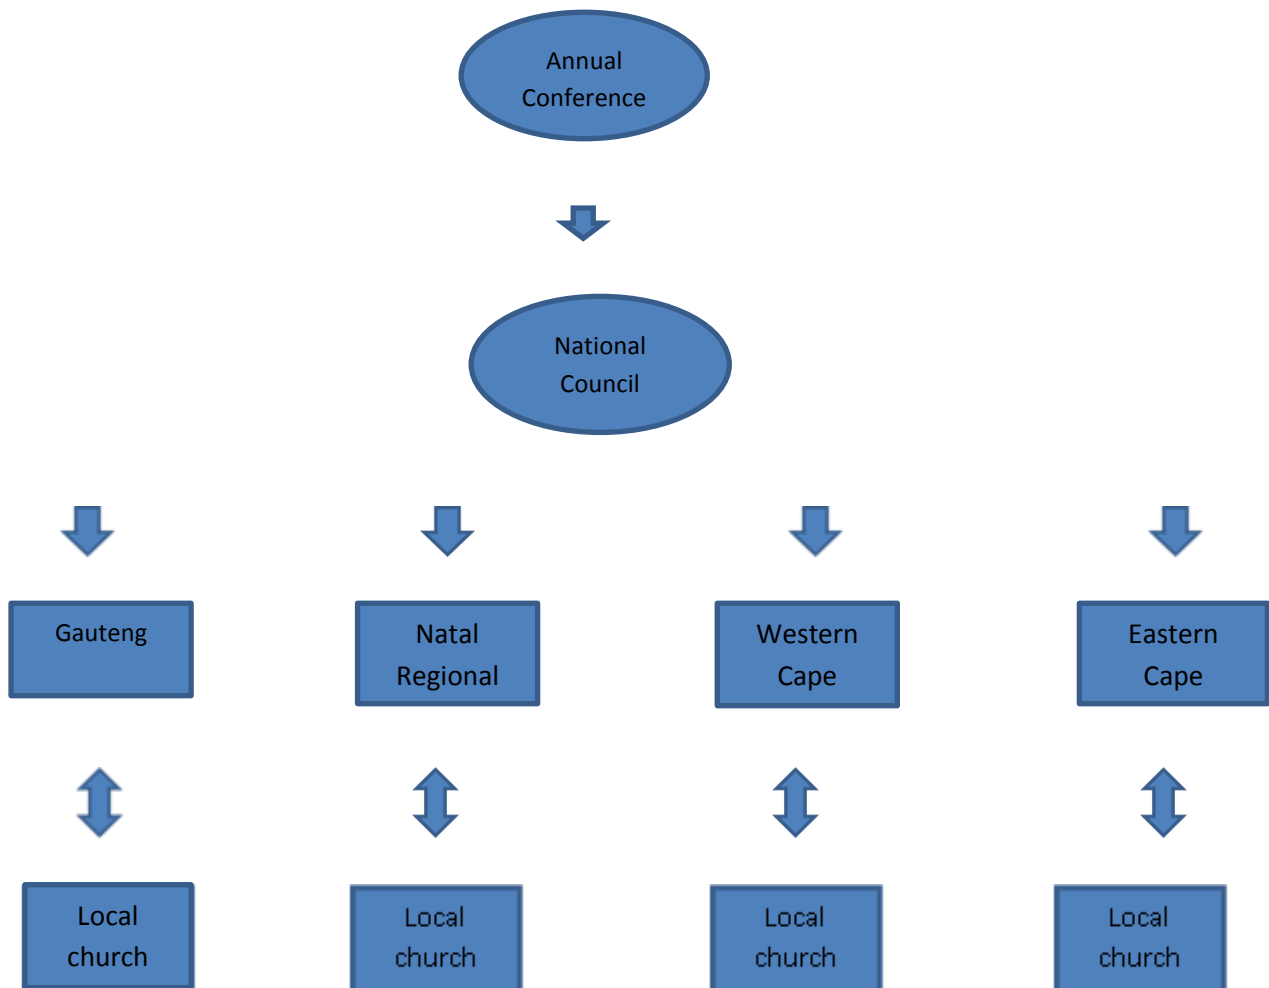 Annual
Conference
National
Council
Gauteng
Natal
Regional
Western
Cape
Eastern
Cape
Local
church
Local
church
Local
church
Local
church